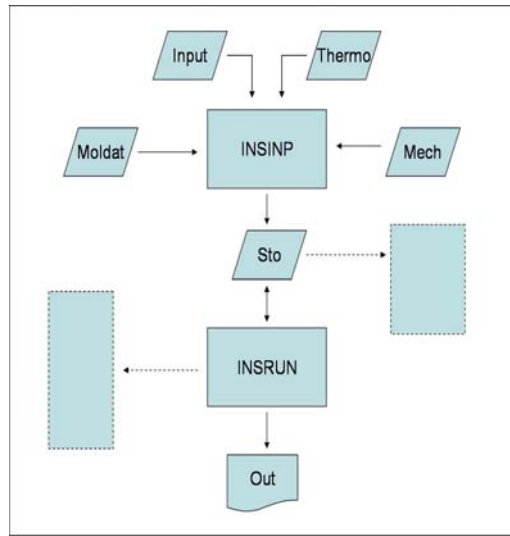 Input
Thermo
Moldat
INSINP
Mech
Sto
INSRUN
Out